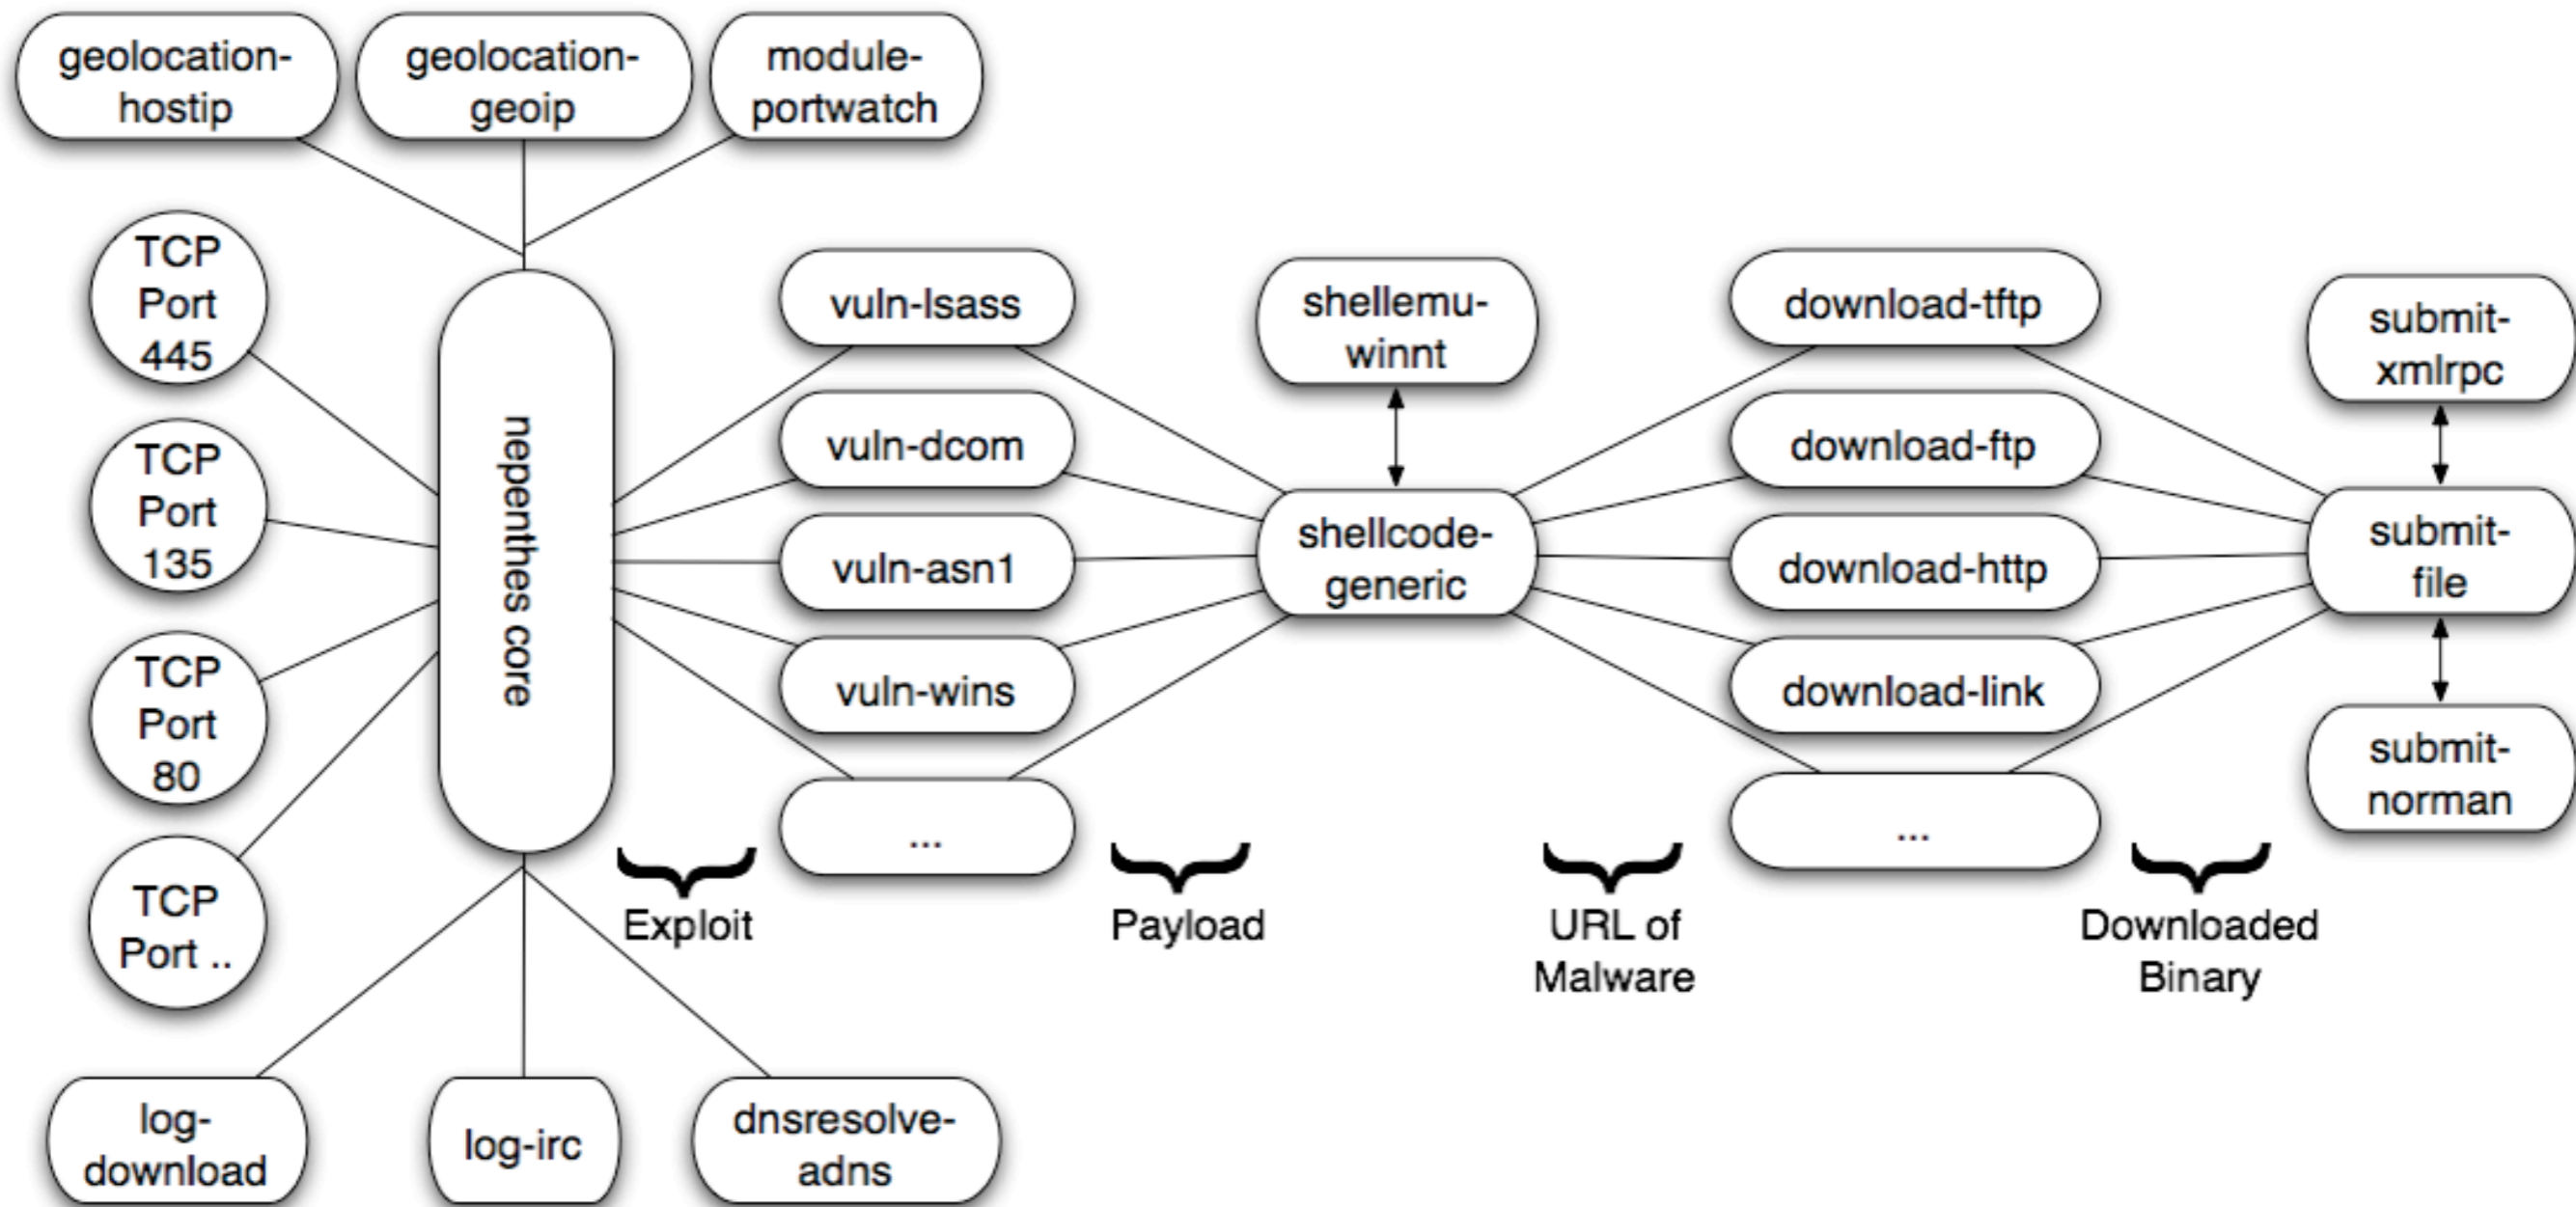 geolocation-
hostip
geolocation-
geoip
module-
portwatch
TCP
Port
445
TCP
Port
135
TCP
Port
80
TCP
Port ..
nepenthes core
vuln-lsass
vuln-dcom
vuln-asn1
vuln-wins
...
shellemu-
winnt
shellcode-
generic
download-tftp
download-ftp
download-http
download-link
...
submit-
xmlrpc
submit-
file
submit-
norman
Exploit
Payload
URL of
Malware
Downloaded
Binary
log-
download
log-irc
dnsresolve-
adns